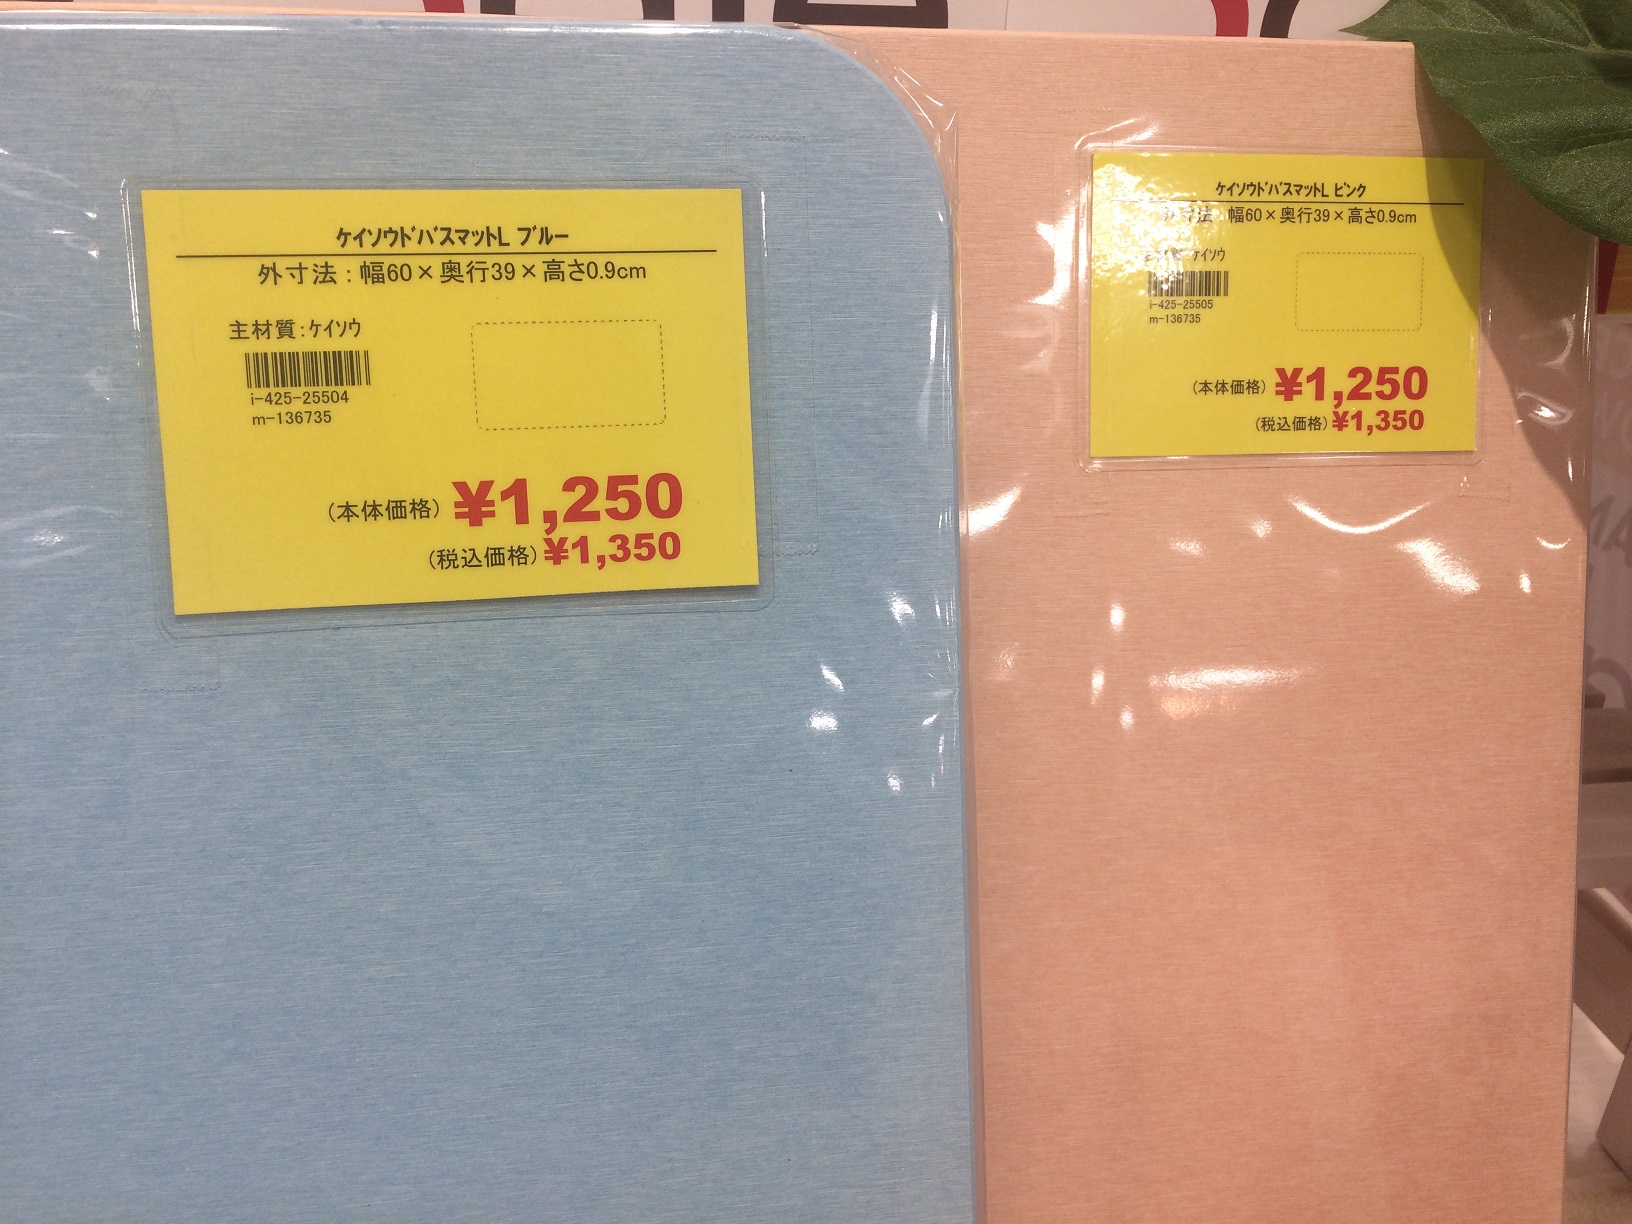 ｹｲｿｳﾄﾞﾊﾞｽﾏｯﾄL ﾌﾞﾙｰ
外寸法：幅60×奥行39×高さ0.9cm
主材質：ｹｲｿｳ
i-425-25504
m-136735
(本体価格) ¥1,250
(税込価格) ¥1,350
ｹｲｿｳﾄﾞﾊﾞｽﾏｯﾄL ﾋﾟﾝｸ
外寸法：幅60×奥行39×高さ0.9cm
ｹｲｿｳ
i-425-25505
m-136735
(本体価格) ¥1,250
(税込価格) ¥1,350